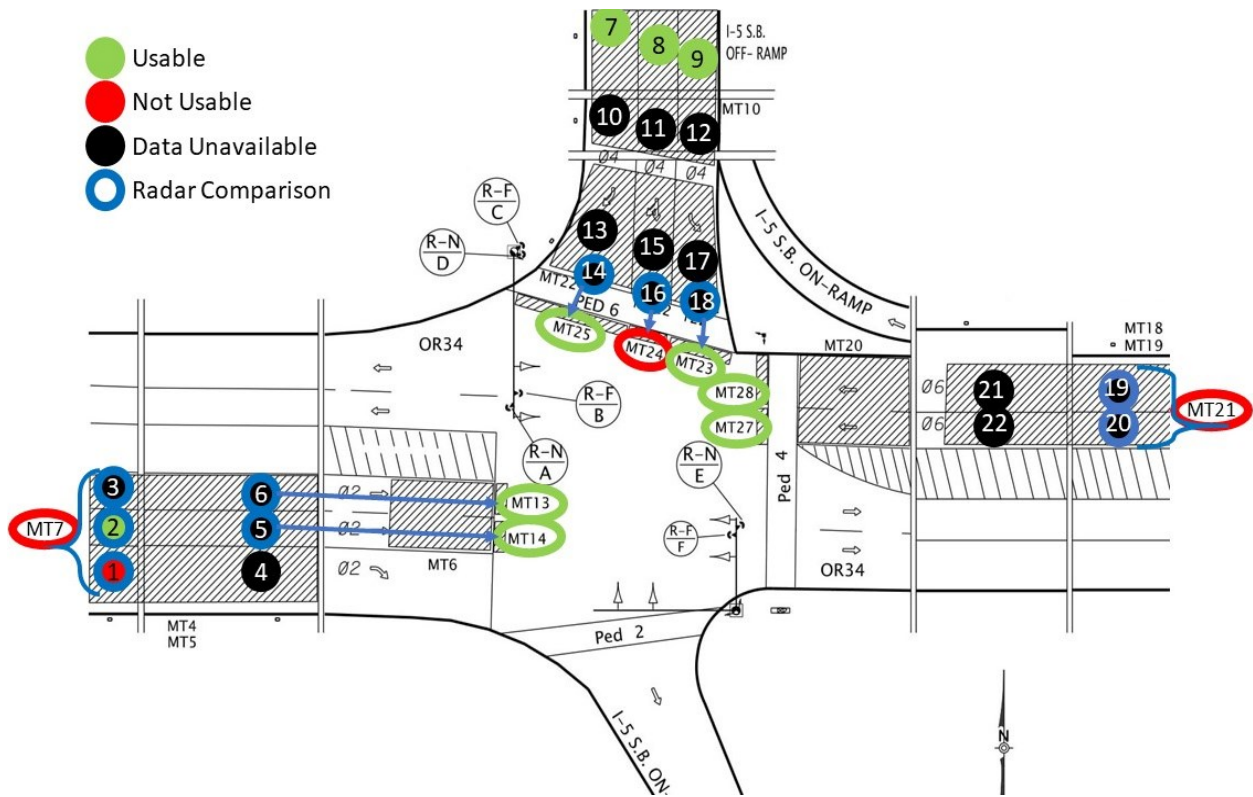 Usable
Not Usable
Data Unavailable
Radar Comparison
7
8
9
I-5 S.B.
OFF-RAMP
MT10
10
11
12
Ø4
Ø4
Ø4
R-F
C
R-N
D
13
15
17
14
16
18
MT22
PED 6
MT25
MT24
MT23
MT28
MT27
I-5 S.B. ON-RAMP
OR34
R-F
B
R-N
A
R-N
E
R-F
F
MT20
MT18
MT19
Ø6
Ø6
21
22
19
20
MT21
Ped 4
3
2
1
6
5
4
MT7
Ø2
Ø2
Ø2
MT13
MT14
MT6
MT4
MT5
OR34
Ped 2
I-5 S.B. ON-
N